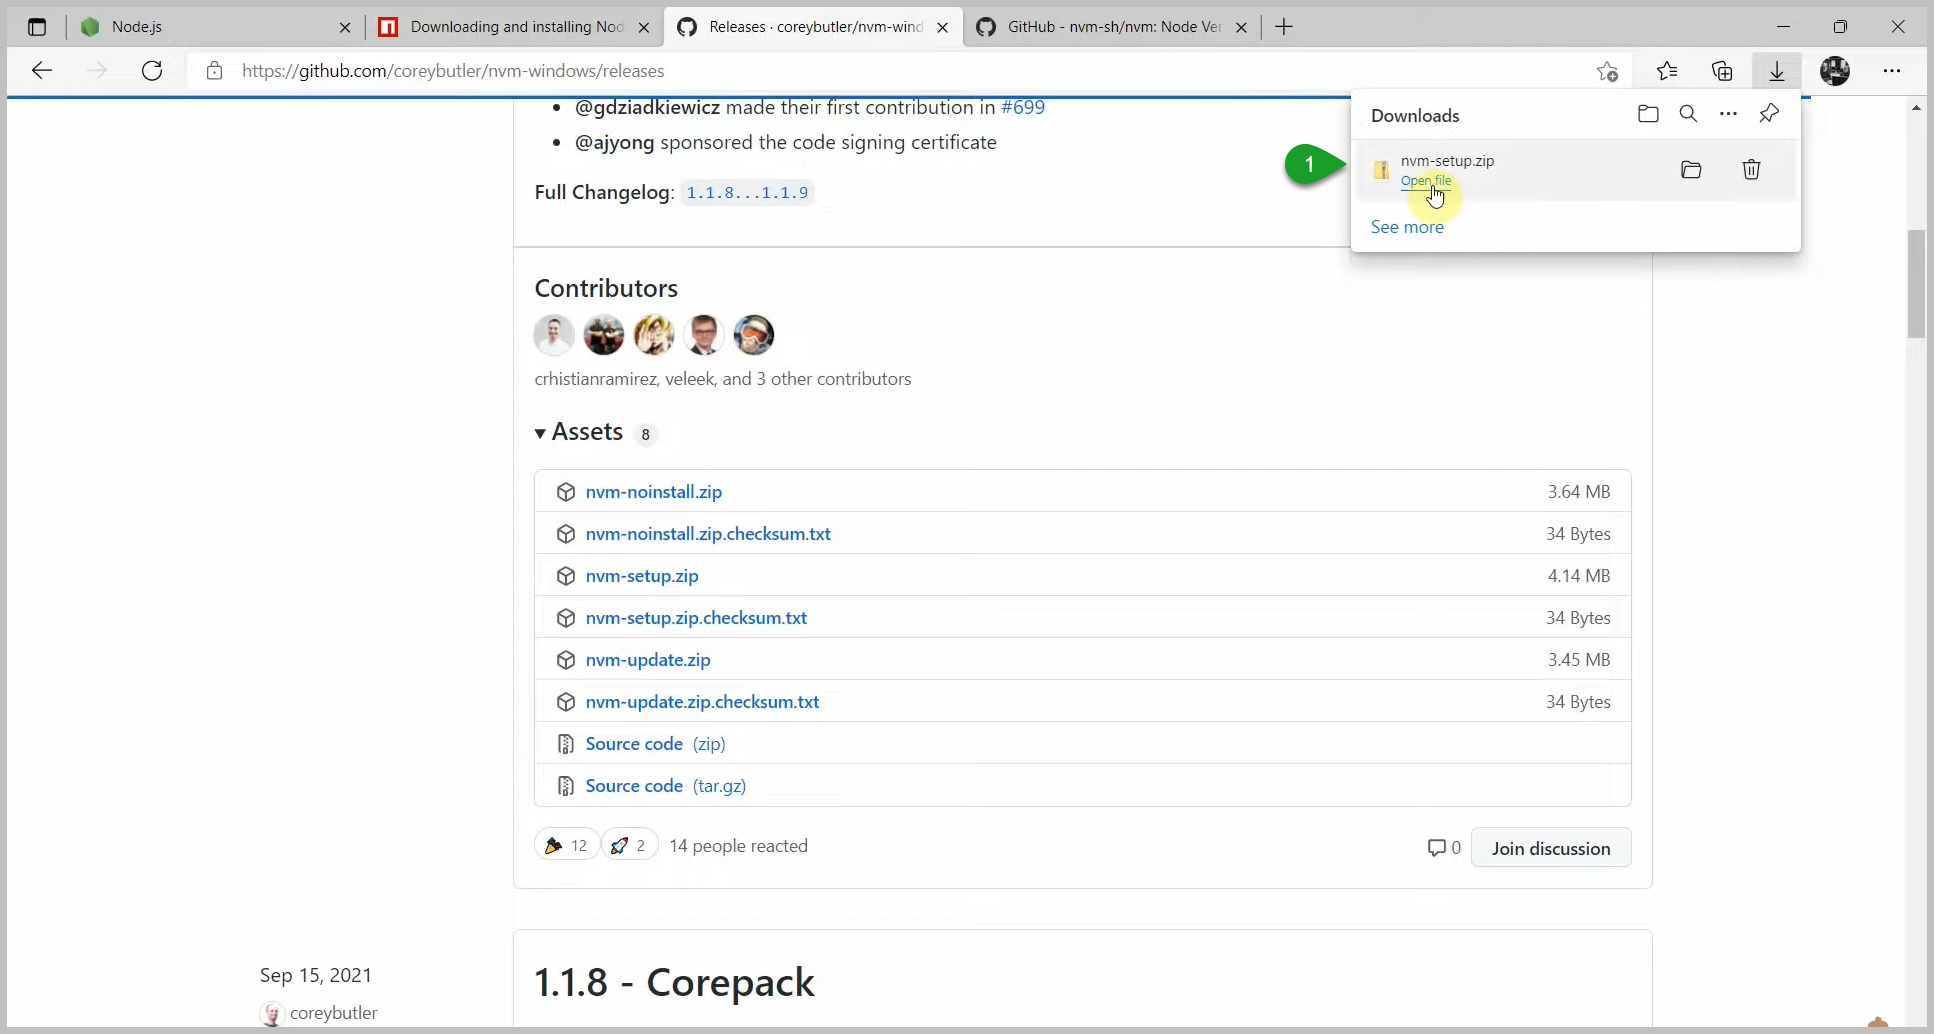 Node.js
Downloading and installing Nod
Releases · coreybutler/nvm-wind
GitHub - nvm-sh/nvm: Node Ver
https://github.com/coreybutler/nvm-windows/releases
@gdziadkiewicz made their first contribution in #699
@ajyong sponsored the code signing certificate
Full Changelog: 1.1.8...1.1.9
Downloads
1
nvm-setup.zip
Open file
See more
Contributors
crhistianramirez, veleek, and 3 other contributors
Assets 8
nvm-noinstall.zip 3.64 MB
nvm-noinstall.zip.checksum.txt 34 Bytes
nvm-setup.zip 4.14 MB
nvm-setup.zip.checksum.txt 34 Bytes
nvm-update.zip 3.45 MB
nvm-update.zip.checksum.txt 34 Bytes
Source code (zip)
Source code (tar.gz)
12 2 14 people reacted
0 Join discussion
Sep 15, 2021
coreybutler
1.1.8 - Corepack